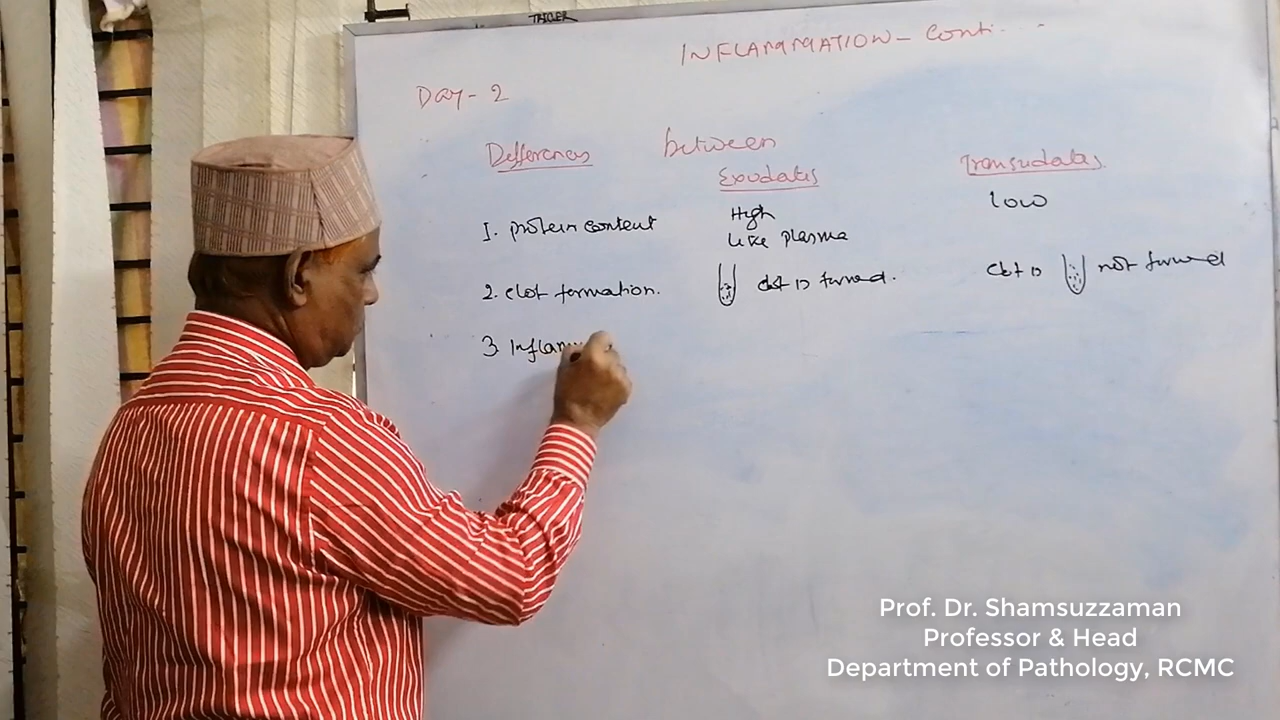 TRIGER
INFLAMMATION - Conti...
Day - 2
Differences between
Exudates
Transudates
1. protein content High low
like plasma
2. clot formation. clot is formed. clot is not formed
3. Inflam
Prof. Dr. Shamsuzzaman
Professor & Head
Department of Pathology, RCMC